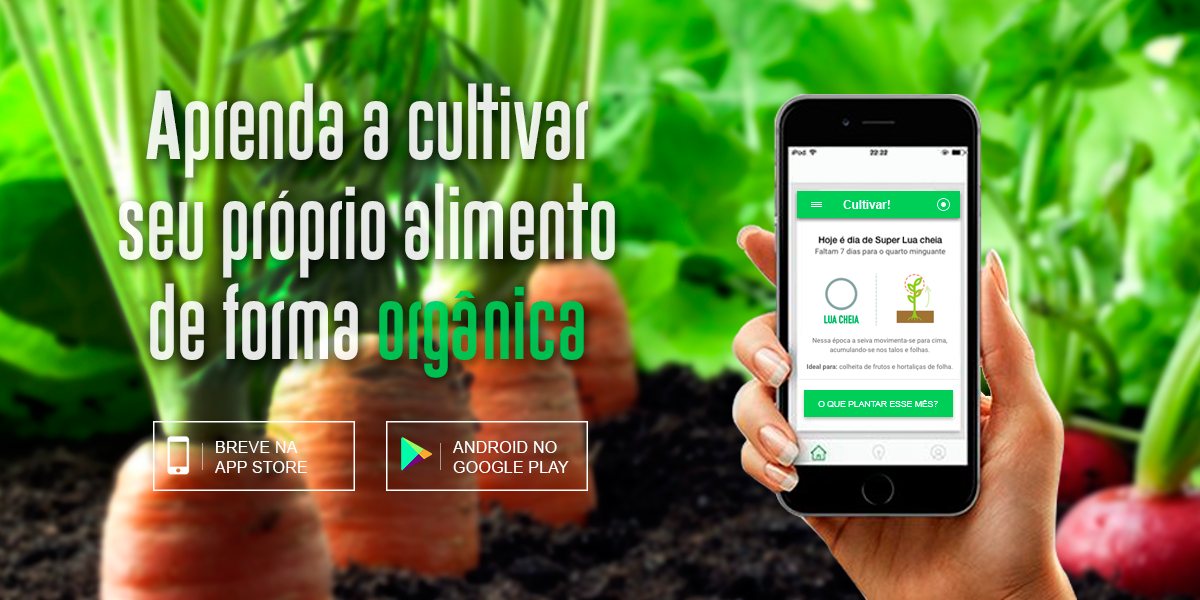 Aprenda a cultivar
seu próprio alimento
de forma orgânica
BREVE NA
APP STORE
ANDROID NO
GOOGLE PLAY
iPod
22:22
Cultivar!
Hoje é dia de Super Lua cheia
Faltam 7 dias para o quarto minguante
LUA CHEIA
Nessa época a seiva movimenta-se para cima,
acumulando-se nos talos e folhas.
Ideal para: colheita de frutos e hortaliças de folha.
O QUE PLANTAR ESSE MÊS?